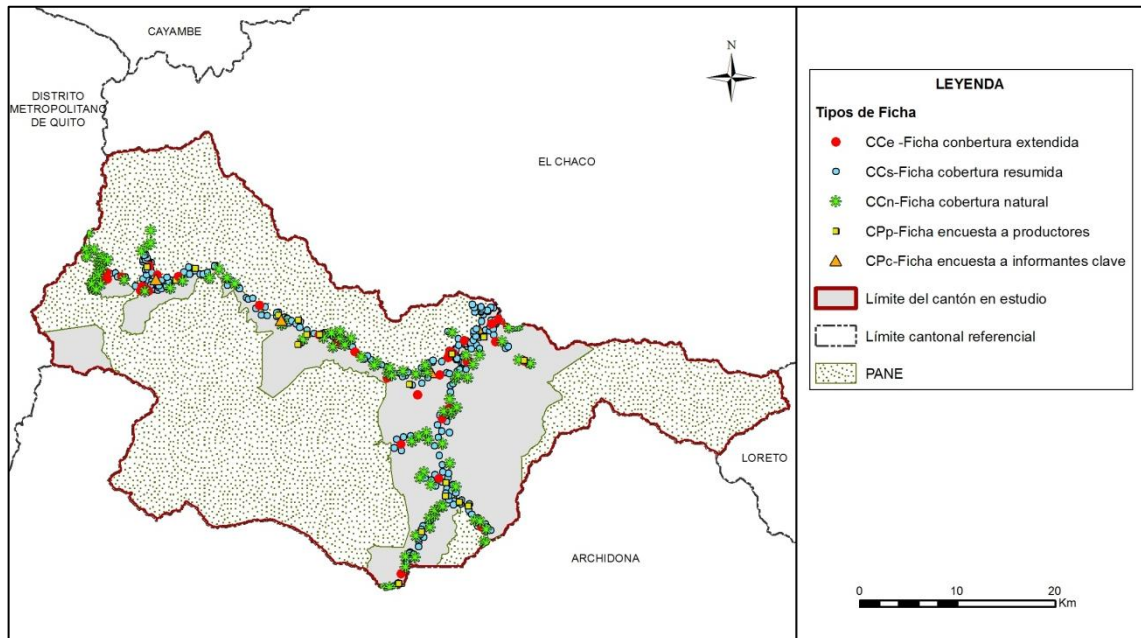 CAYAMBE
DISTRITO
METROPOLITANO
DE QUITO
EL CHACO
N
LORETO
ARCHIDONA
LEYENDA
Tipos de Ficha
CCe -Ficha conbertura extendida
CCs-Ficha cobertura resumida
CCn-Ficha cobertura natural
CPp-Ficha encuesta a productores
CPc-Ficha encuesta a informantes clave
Límite del cantón en estudio
Límite cantonal referencial
PANE
0 10 20
Km